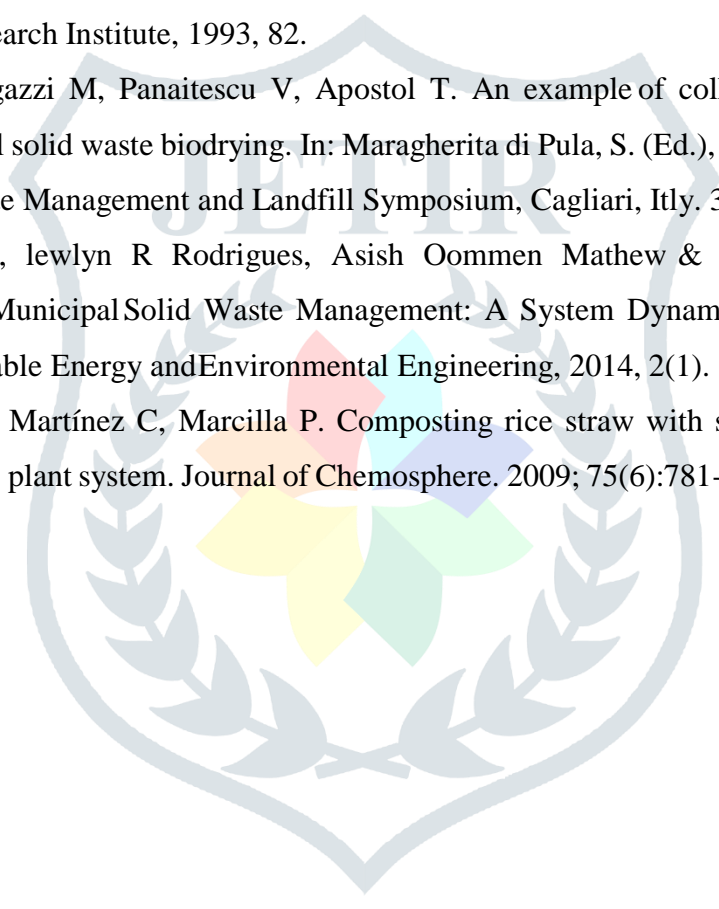 earch Institute, 1993, 82.
gazzi M, Panaitescu V, Apostol T. An example of coll
l solid waste biodrying. In: Maragherita di Pula, S. (Ed.),
e Management and Landfill Symposium, Cagliari, Itly. 3
, lewlyn R Rodrigues, Asish Oommen Mathew &
Municipal Solid Waste Management: A System Dynam
able Energy andEnvironmental Engineering, 2014, 2(1).
Martínez C, Marcilla P. Composting rice straw with s
plant system. Journal of Chemosphere. 2009; 75(6):781-
JETIR